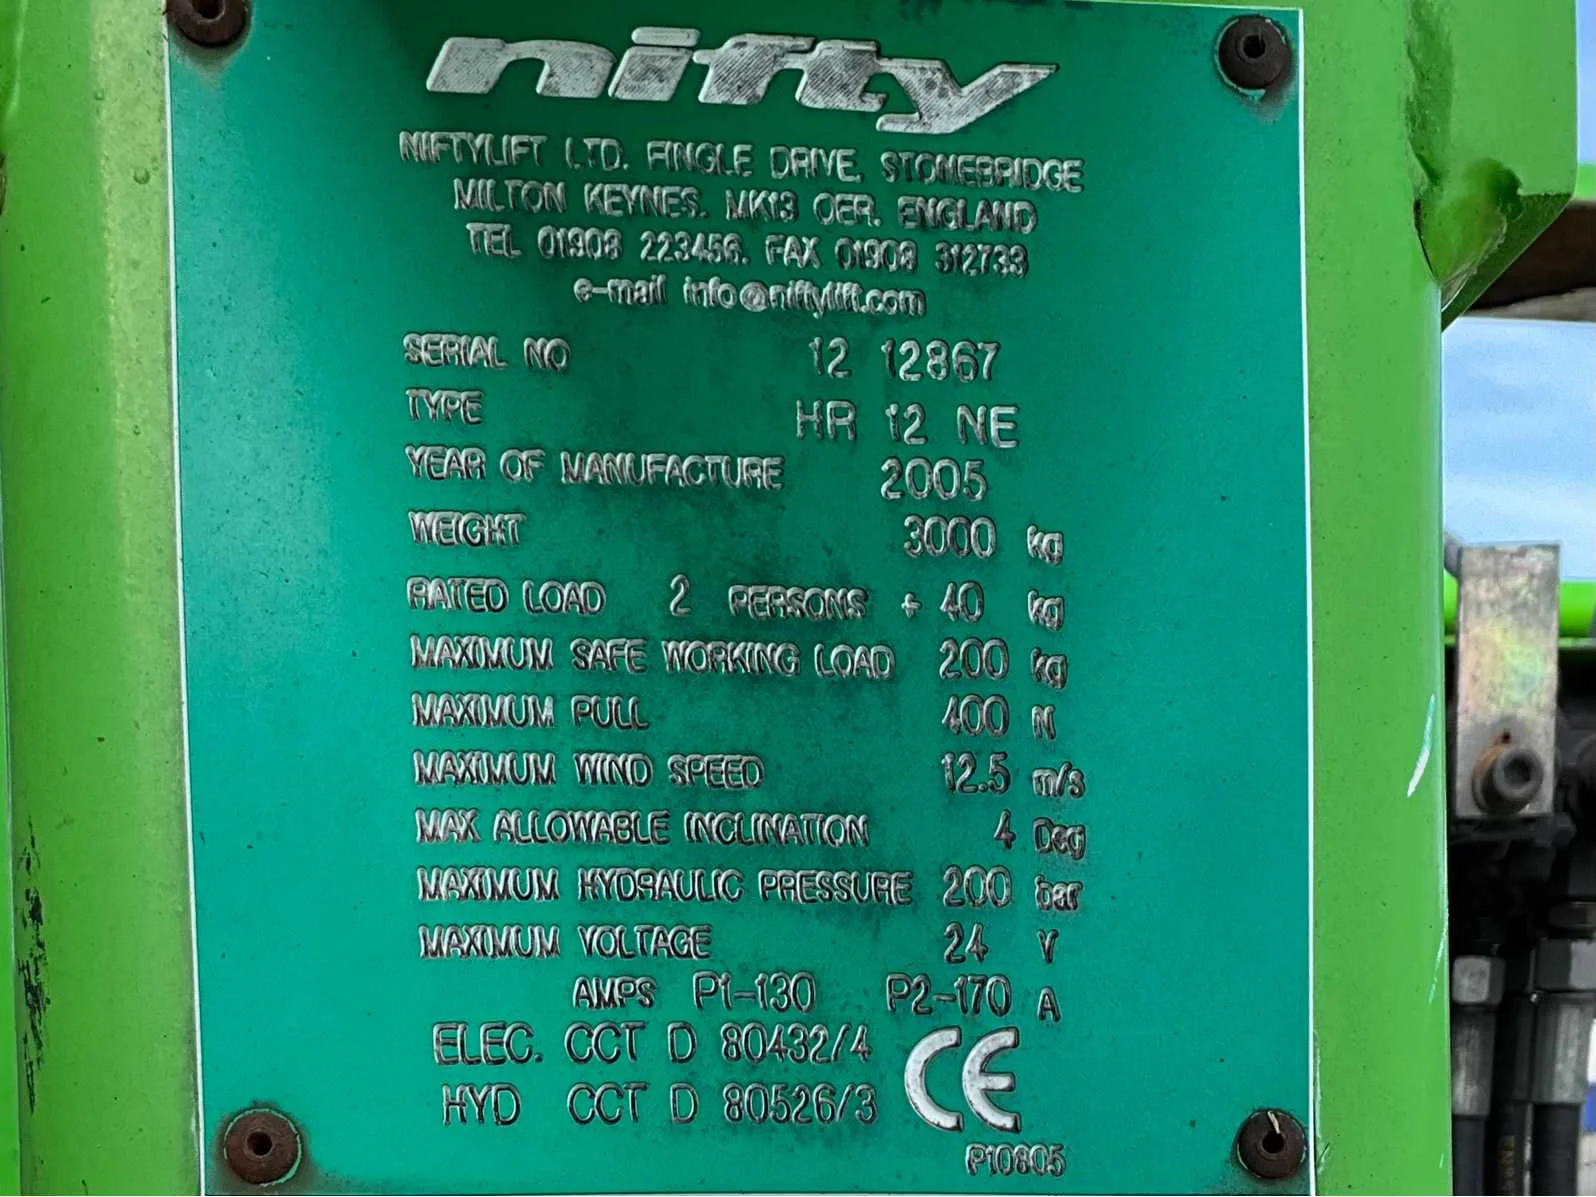 nifty
NIFTYLIFT LTD. FINGLE DRIVE. STONEBRIDGE
MILTON KEYNES. MK13 OER. ENGLAND
TEL 01908 223456. FAX 01908 312733
e-mail info@niftylift.com
SERIAL NO 12 12867
TYPE HR 12 NE
YEAR OF MANUFACTURE 2005
WEIGHT 3000 kg
RATED LOAD 2 PERSONS + 40 kg
MAXIMUM SAFE WORKING LOAD 200 kg
MAXIMUM PULL 400 N
MAXIMUM WIND SPEED 12.5 m/s
MAX ALLOWABLE INCLINATION 4 Deg
MAXIMUM HYDRAULIC PRESSURE 200 bar
MAXIMUM VOLTAGE 24 V
AMPS P1-130 P2-170 A
ELEC. CCT D 80432/4
HYD CCT D 80526/3
CE
P10805